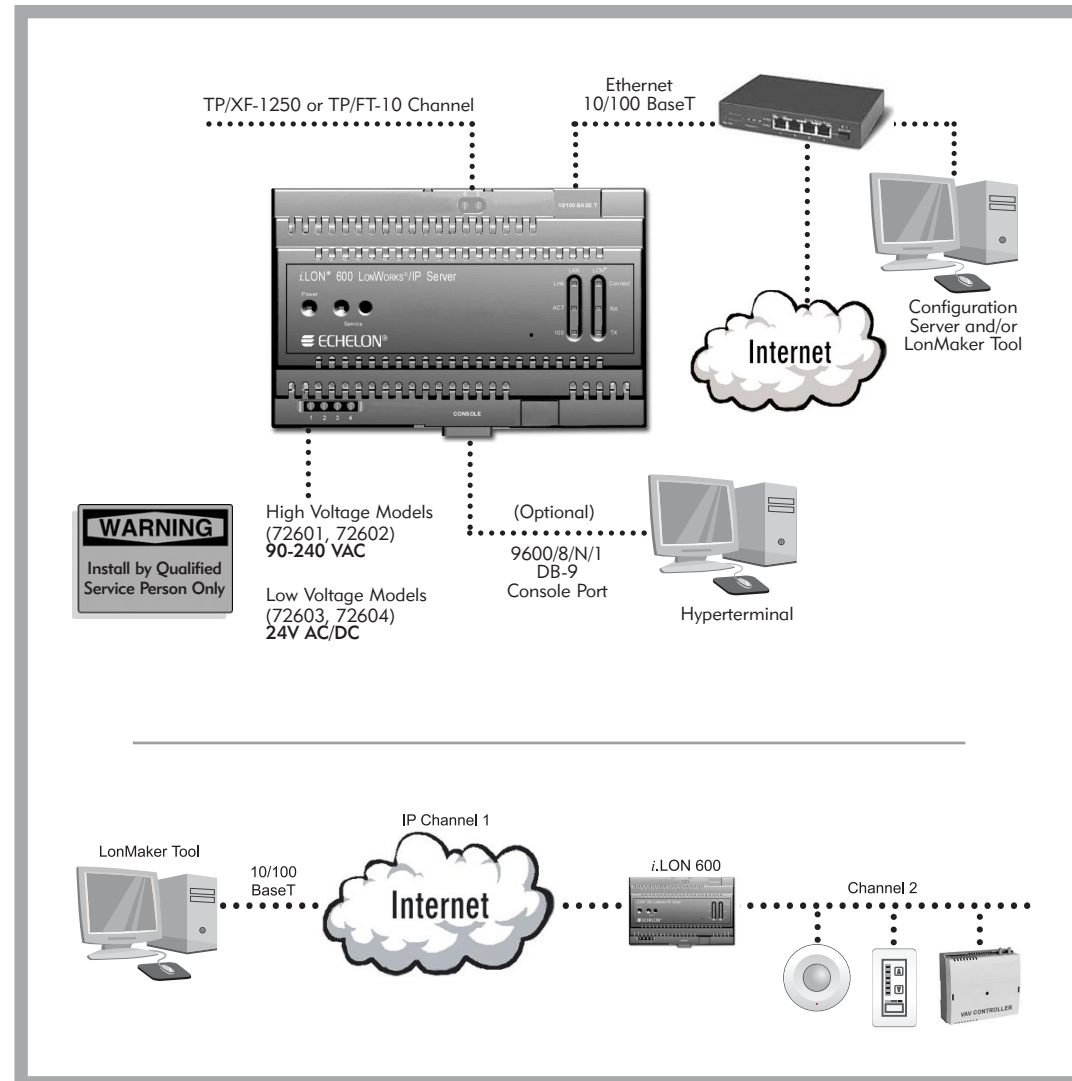 Ethernet
10/100 BaseT
TP/XF-1250 or TP/FT-10 Channel
10/100 BASE T
i.LON® 600 LONWORKS®/IP Server
LAN LON®
Link Connect
Power
ACT RX
Service
100 TX
ECHELON®
CONSOLE
1 2 3 4
Internet
Configuration
Server and/or
LonMaker Tool
WARNING
Install by Qualified
Service Person Only
High Voltage Models
(72601, 72602)
90-240 VAC
Low Voltage Models
(72603, 72604)
24V AC/DC
(Optional)
9600/8/N/1
DB-9
Console Port
Hyperterminal
IP Channel 1
LonMaker Tool
10/100
BaseT
Internet
i.LON 600
Channel 2
VAV CONTROLLER